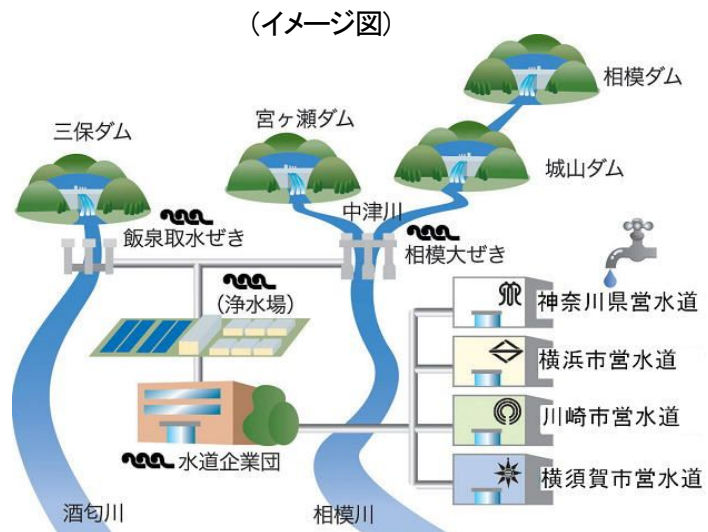 (イメージ図)
相模ダム
宮ヶ瀬ダム
三保ダム
城山ダム
中津川
飯泉取水ぜき
相模大ぜき
(浄水場)
神奈川県営水道
横浜市営水道
川崎市営水道
横須賀市営水道
水道企業団
酒匂川
相模川